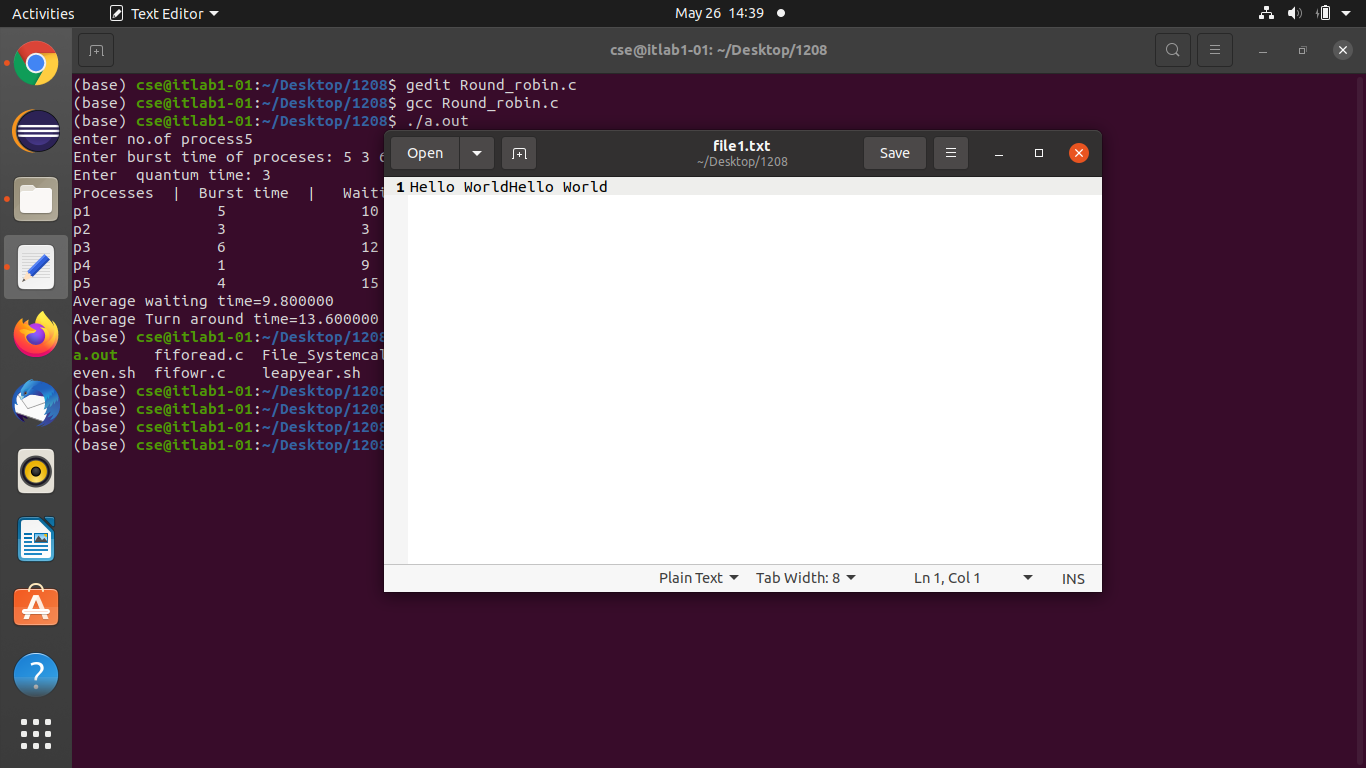 Activities
Text Editor
May 26 14:39
cse@itlab1-01: ~/Desktop/1208
(base) cse@itlab1-01:~/Desktop/1208$ gedit Round_robin.c
(base) cse@itlab1-01:~/Desktop/1208$ gcc Round_robin.c
(base) cse@itlab1-01:~/Desktop/1208$ ./a.out
enter no.of process5
Enter burst time of proceses: 5 3 6
Enter  quantum time: 3
Processes  |  Burst time  |   Waiti
p1 5 10
p2 3 3
p3 6 12
p4 1 9
p5 4 15
Average waiting time=9.800000
Average Turn around time=13.600000
(base) cse@itlab1-01:~/Desktop/1208
a.out fiforead.c File_Systemcal
even.sh fifowr.c leapyear.sh
(base) cse@itlab1-01:~/Desktop/1208
(base) cse@itlab1-01:~/Desktop/1208
(base) cse@itlab1-01:~/Desktop/1208
(base) cse@itlab1-01:~/Desktop/1208
Open
file1.txt
~/Desktop/1208
Save
1 Hello WorldHello World
Plain Text
Tab Width: 8
Ln 1, Col 1
INS